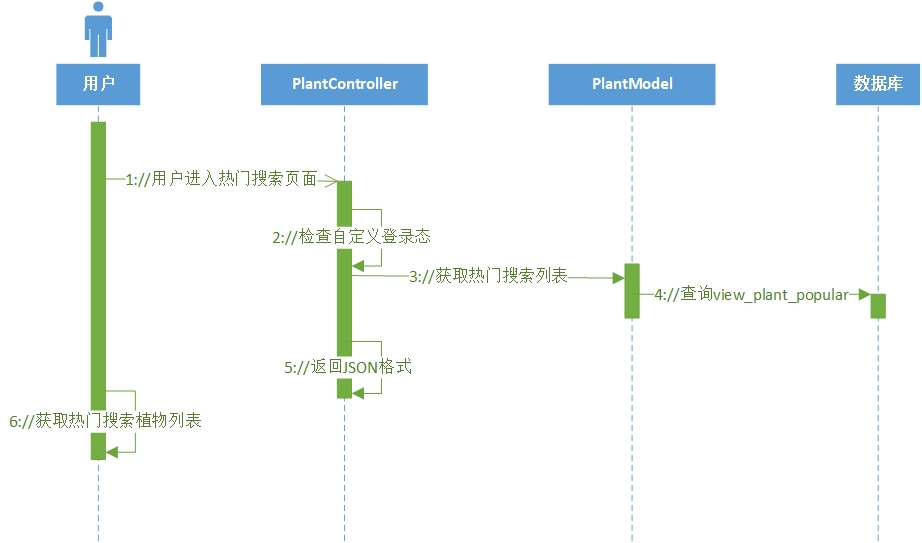 用户
PlantController
PlantModel
数据库
1://用户进入热门搜索页面
2://检查自定义登录态
3://获取热门搜索列表
4://查询view_plant_popular
5://返回JSON格式
6://获取热门搜索植物列表